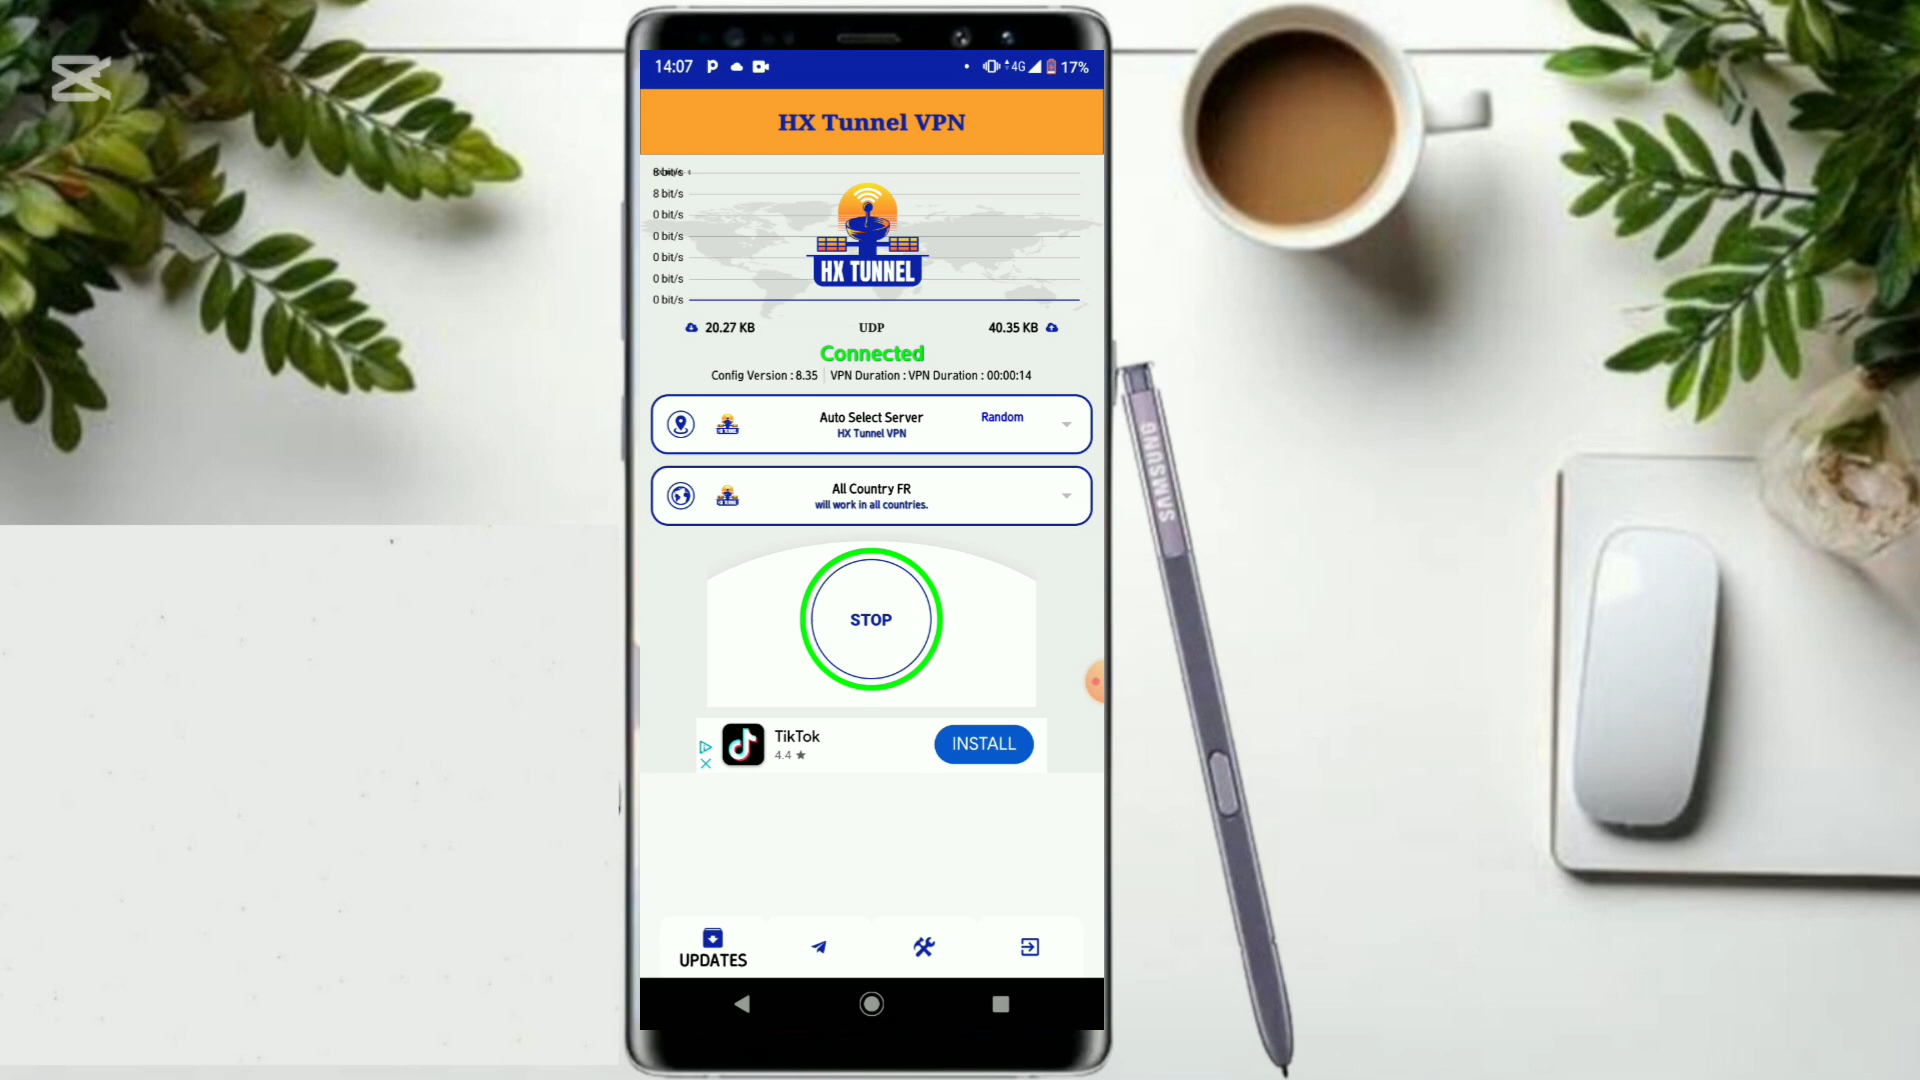 14:07
4G 17%
HX Tunnel VPN
8 bit/s
8 bit/s
0 bit/s
0 bit/s
0 bit/s
0 bit/s
0 bit/s
HX TUNNEL
20.27 KB UDP 40.35 KB
Connected
Config Version : 8.35 VPN Duration : VPN Duration : 00:00:14
Auto Select Server Random
HX Tunnel VPN
All Country FR
will work in all countries.
STOP
TikTok
4.4 ★
INSTALL
UPDATES
SAMSUNG